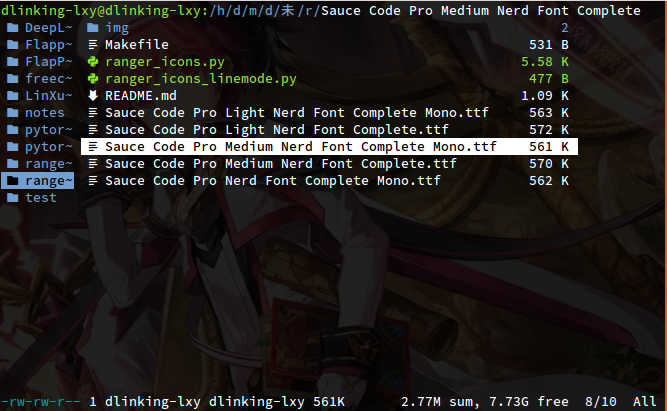 dlinking-lxy@dlinking-lxy:/h/d/m/d/未/r/Sauce Code Pro Medium Nerd Font Complete
DeepL~ img 2
Flapp~ Makefile 531 B
FlapP~ ranger_icons.py 5.58 K
freec~ ranger_icons_linemode.py 477 B
LinXu~ README.md 1.09 K
notes Sauce Code Pro Light Nerd Font Complete Mono.ttf 563 K
pytor~ Sauce Code Pro Light Nerd Font Complete.ttf 572 K
pytor~ Sauce Code Pro Medium Nerd Font Complete Mono.ttf 561 K
range~ Sauce Code Pro Medium Nerd Font Complete.ttf 570 K
range~ Sauce Code Pro Nerd Font Complete Mono.ttf 562 K
test
-rw-rw-r-- 1 dlinking-lxy dlinking-lxy 561K 2.77M sum, 7.73G free 8/10 All